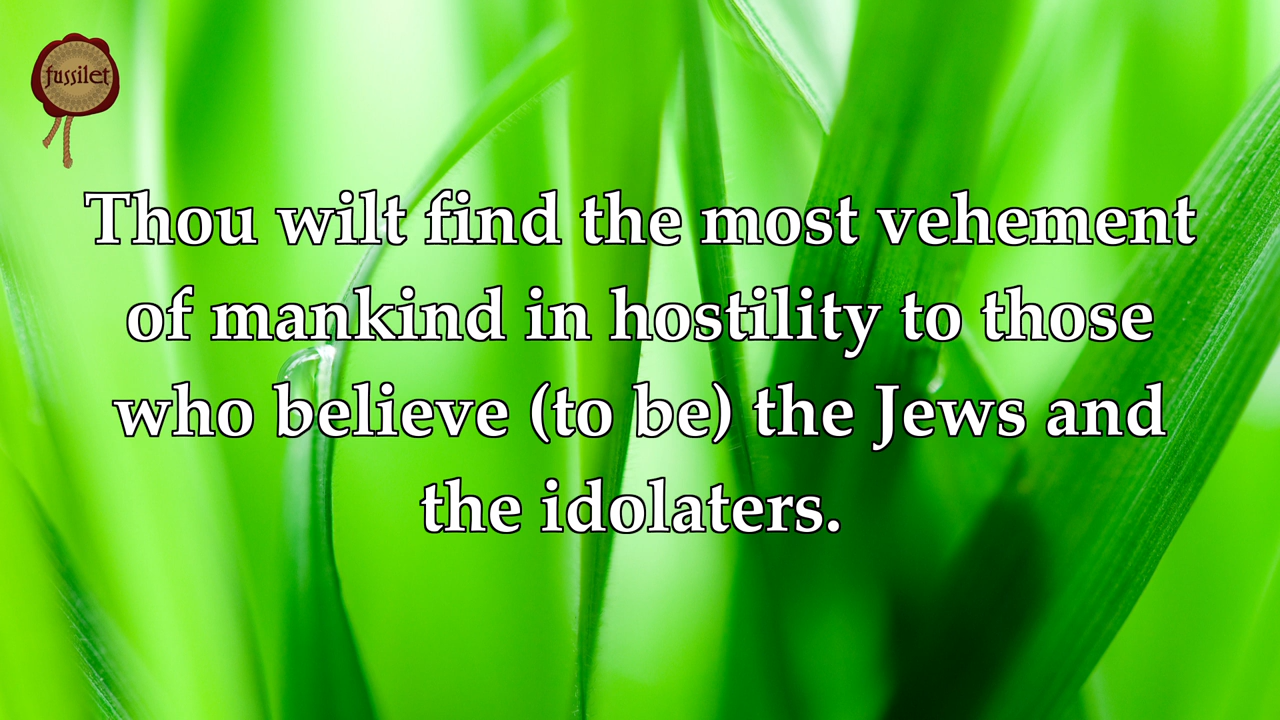 fussilet
Thou wilt find the most vehement
of mankind in hostility to those
who believe (to be) the Jews and
the idolaters.